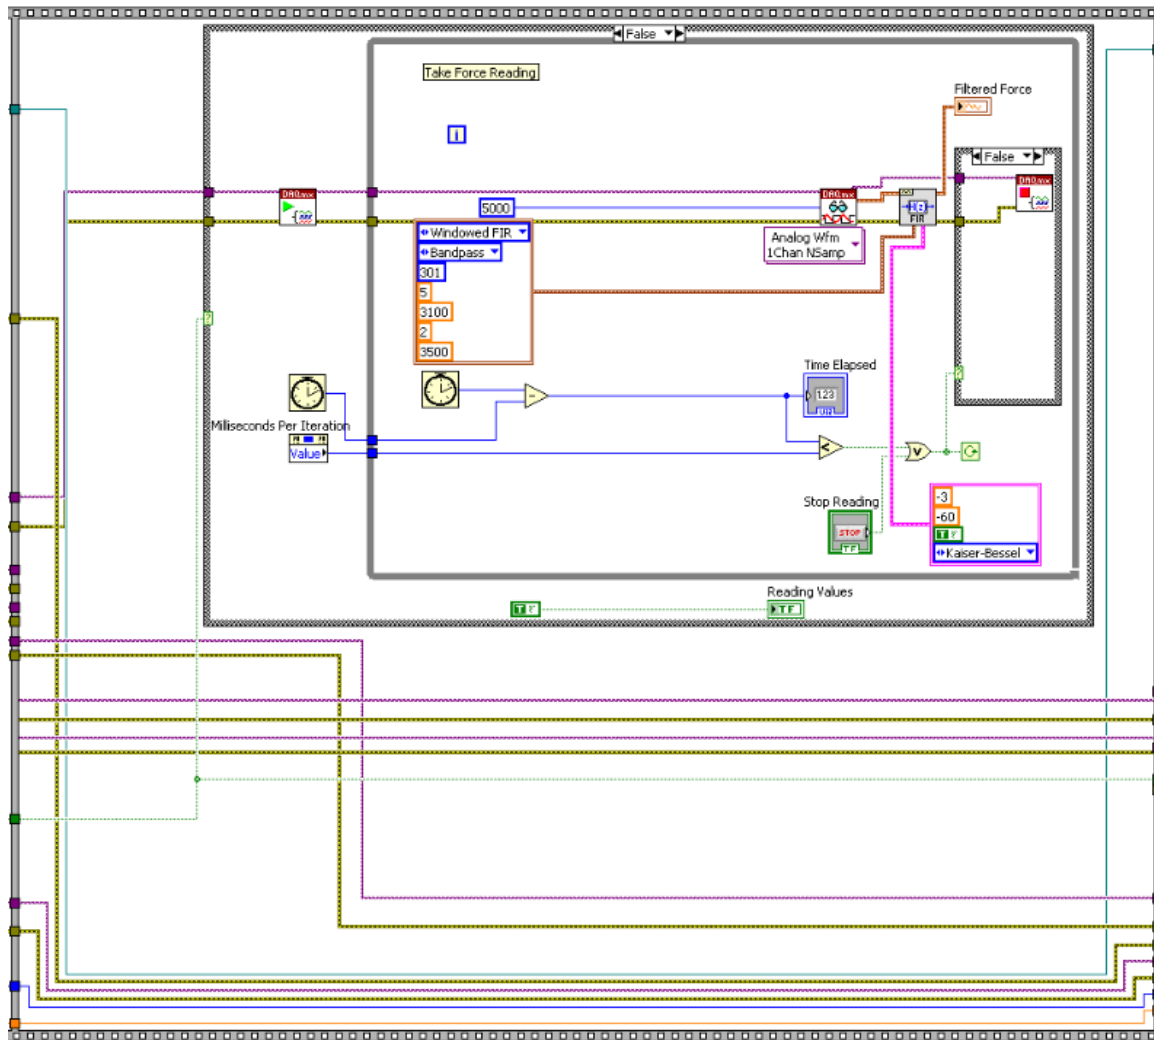 False
Take Force Reading
Filtered Force
i
False
DAQmx
DAQmx
DAQmx
5000
H(z)
FIR
Windowed FIR
Bandpass
301
5
3100
2
3500
Analog Wfm
1Chan NSamp
Time Elapsed
123
-
Milliseconds Per Iteration
Value
<
V
Stop Reading
STOP
TF
-3
-60
T F
Kaiser-Bessel
Reading Values
T F
TF